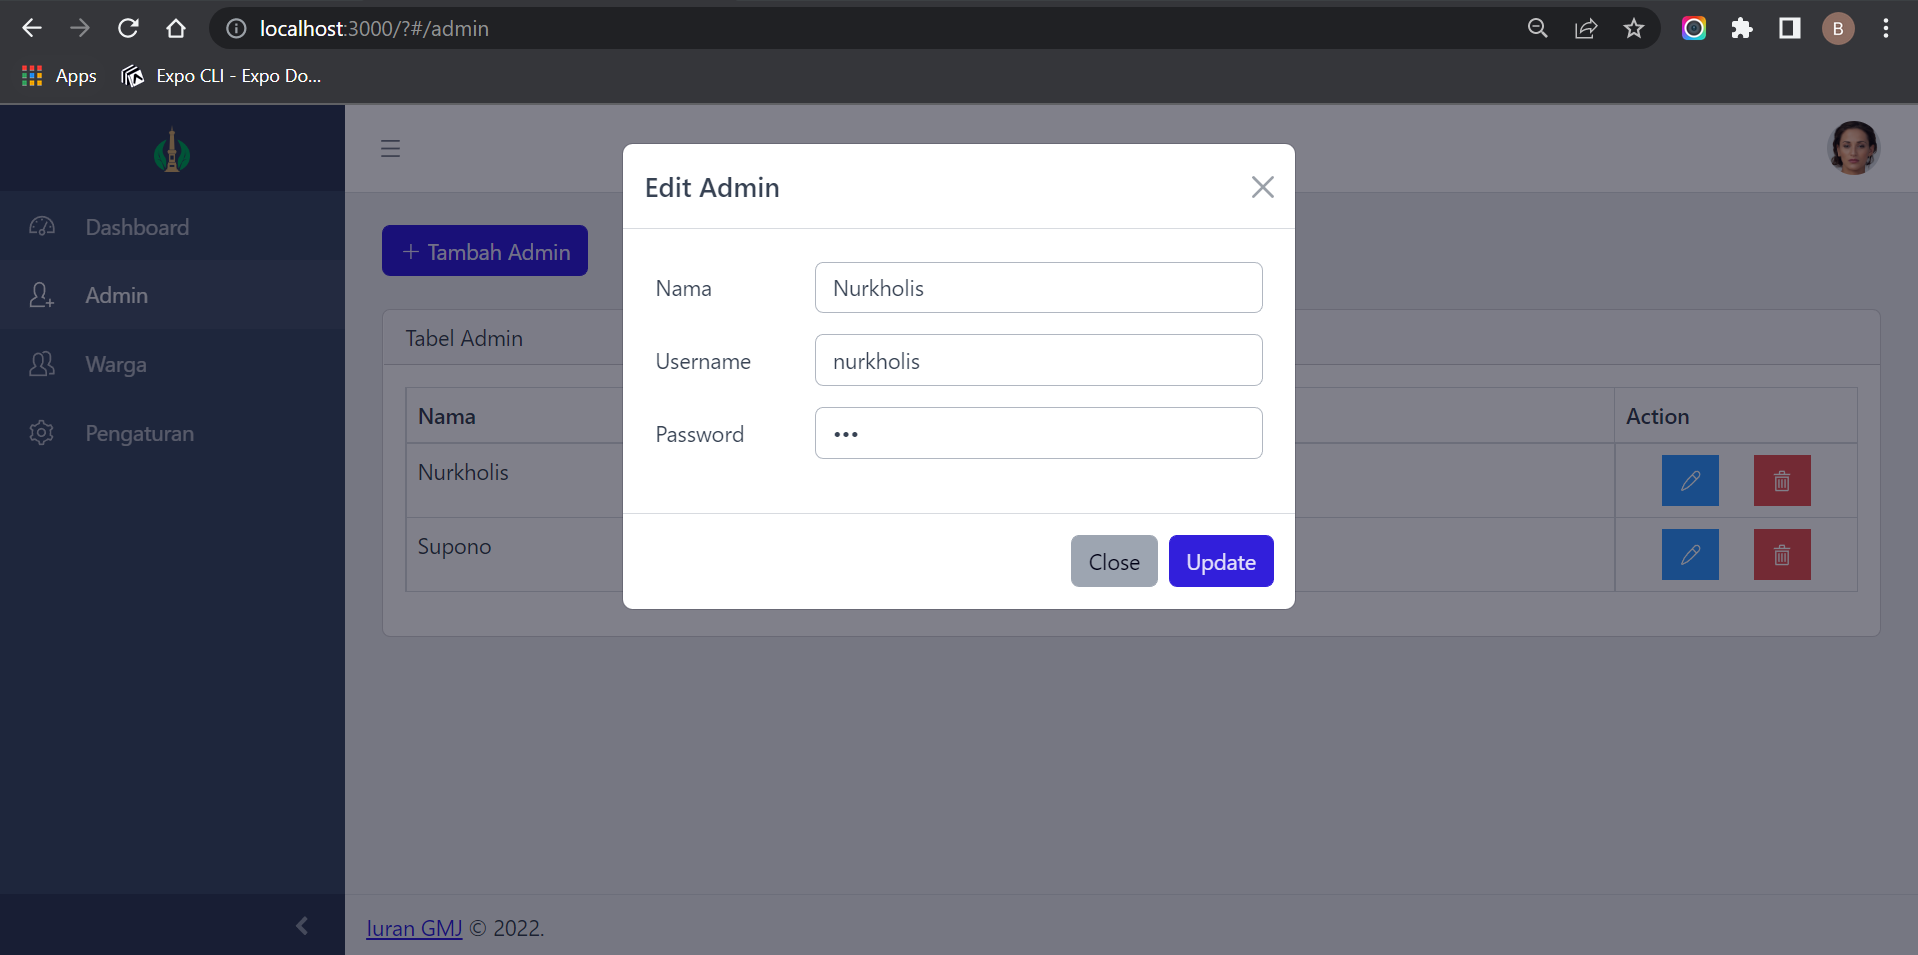 localhost:3000/?#/admin
B
Apps
Expo CLI - Expo Do...
Dashboard
Admin
Warga
Pengaturan
+ Tambah Admin
Tabel Admin
Nama
Action
Nurkholis
Supono
Edit Admin
Nama
Nurkholis
Username
nurkholis
Password
•••
Close
Update
Iuran GMJ © 2022.